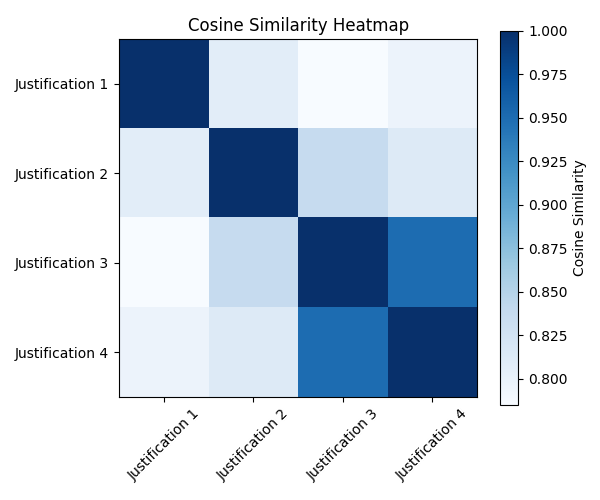 Cosine Similarity Heatmap
Justification 1
Justification 2
Justification 3
Justification 4
Justification 1
Justification 2
Justification 3
Justification 4
1.000
0.975
0.950
0.925
0.900
0.875
0.850
0.825
0.800
Cosine Similarity